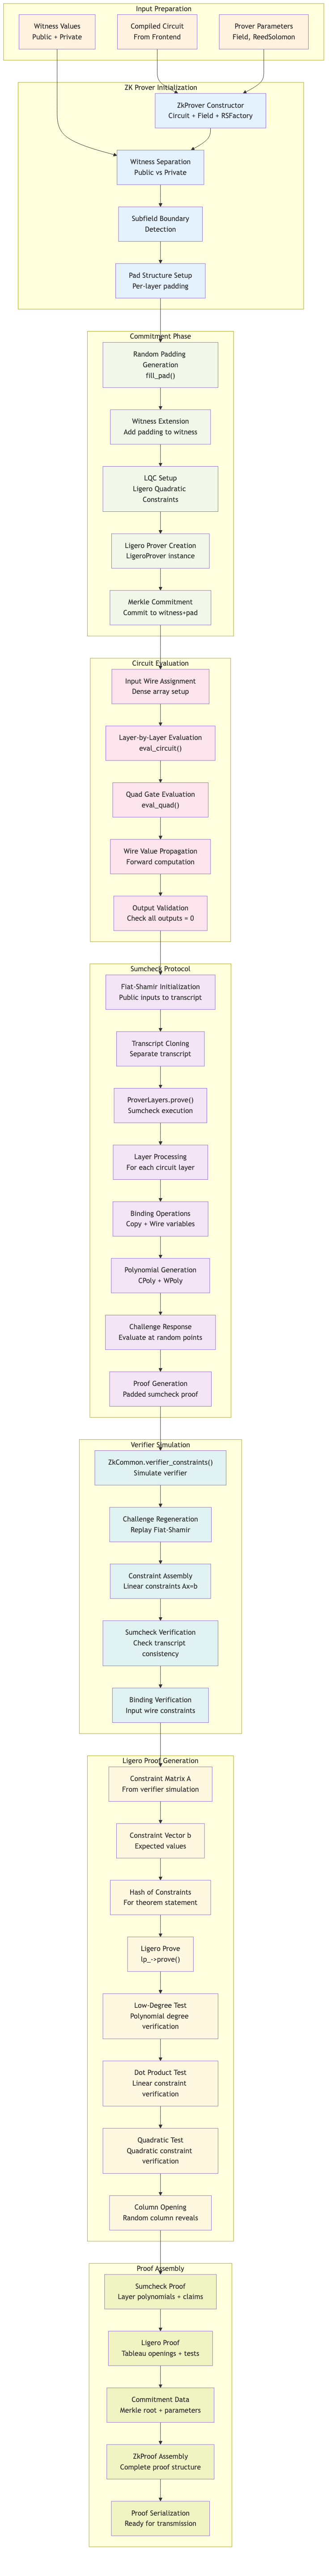 Input Preparation
Witness Values
Public + Private
Compiled Circuit
From Frontend
Prover Parameters
Field, ReedSolomon
ZK Prover Initialization
ZkProver Constructor
Circuit + Field + RSFactory
Witness Separation
Public vs Private
Subfield Boundary
Detection
Pad Structure Setup
Per-layer padding
Commitment Phase
Random Padding
Generation
fill_pad()
Witness Extension
Add padding to witness
LQC Setup
Ligero Quadratic
Constraints
Ligero Prover Creation
LigeroProver instance
Merkle Commitment
Commit to witness+pad
Circuit Evaluation
Input Wire Assignment
Dense array setup
Layer-by-Layer Evaluation
eval_circuit()
Quad Gate Evaluation
eval_quad()
Wire Value Propagation
Forward computation
Output Validation
Check all outputs = 0
Sumcheck Protocol
Fiat-Shamir Initialization
Public inputs to transcript
Transcript Cloning
Separate transcript
ProverLayers.prove()
Sumcheck execution
Layer Processing
For each circuit layer
Binding Operations
Copy + Wire variables
Polynomial Generation
CPoly + WPoly
Challenge Response
Evaluate at random points
Proof Generation
Padded sumcheck proof
Verifier Simulation
ZkCommon.verifier_constraints()
Simulate verifier
Challenge Regeneration
Replay Fiat-Shamir
Constraint Assembly
Linear constraints Ax=b
Sumcheck Verification
Check transcript
consistency
Binding Verification
Input wire constraints
Ligero Proof Generation
Constraint Matrix A
From verifier simulation
Constraint Vector b
Expected values
Hash of Constraints
For theorem statement
Ligero Prove
lp_->prove()
Low-Degree Test
Polynomial degree
verification
Dot Product Test
Linear constraint
verification
Quadratic Test
Quadratic constraint
verification
Column Opening
Random column reveals
Proof Assembly
Sumcheck Proof
Layer polynomials + claims
Ligero Proof
Tableau openings + tests
Commitment Data
Merkle root + parameters
ZkProof Assembly
Complete proof structure
Proof Serialization
Ready for transmission